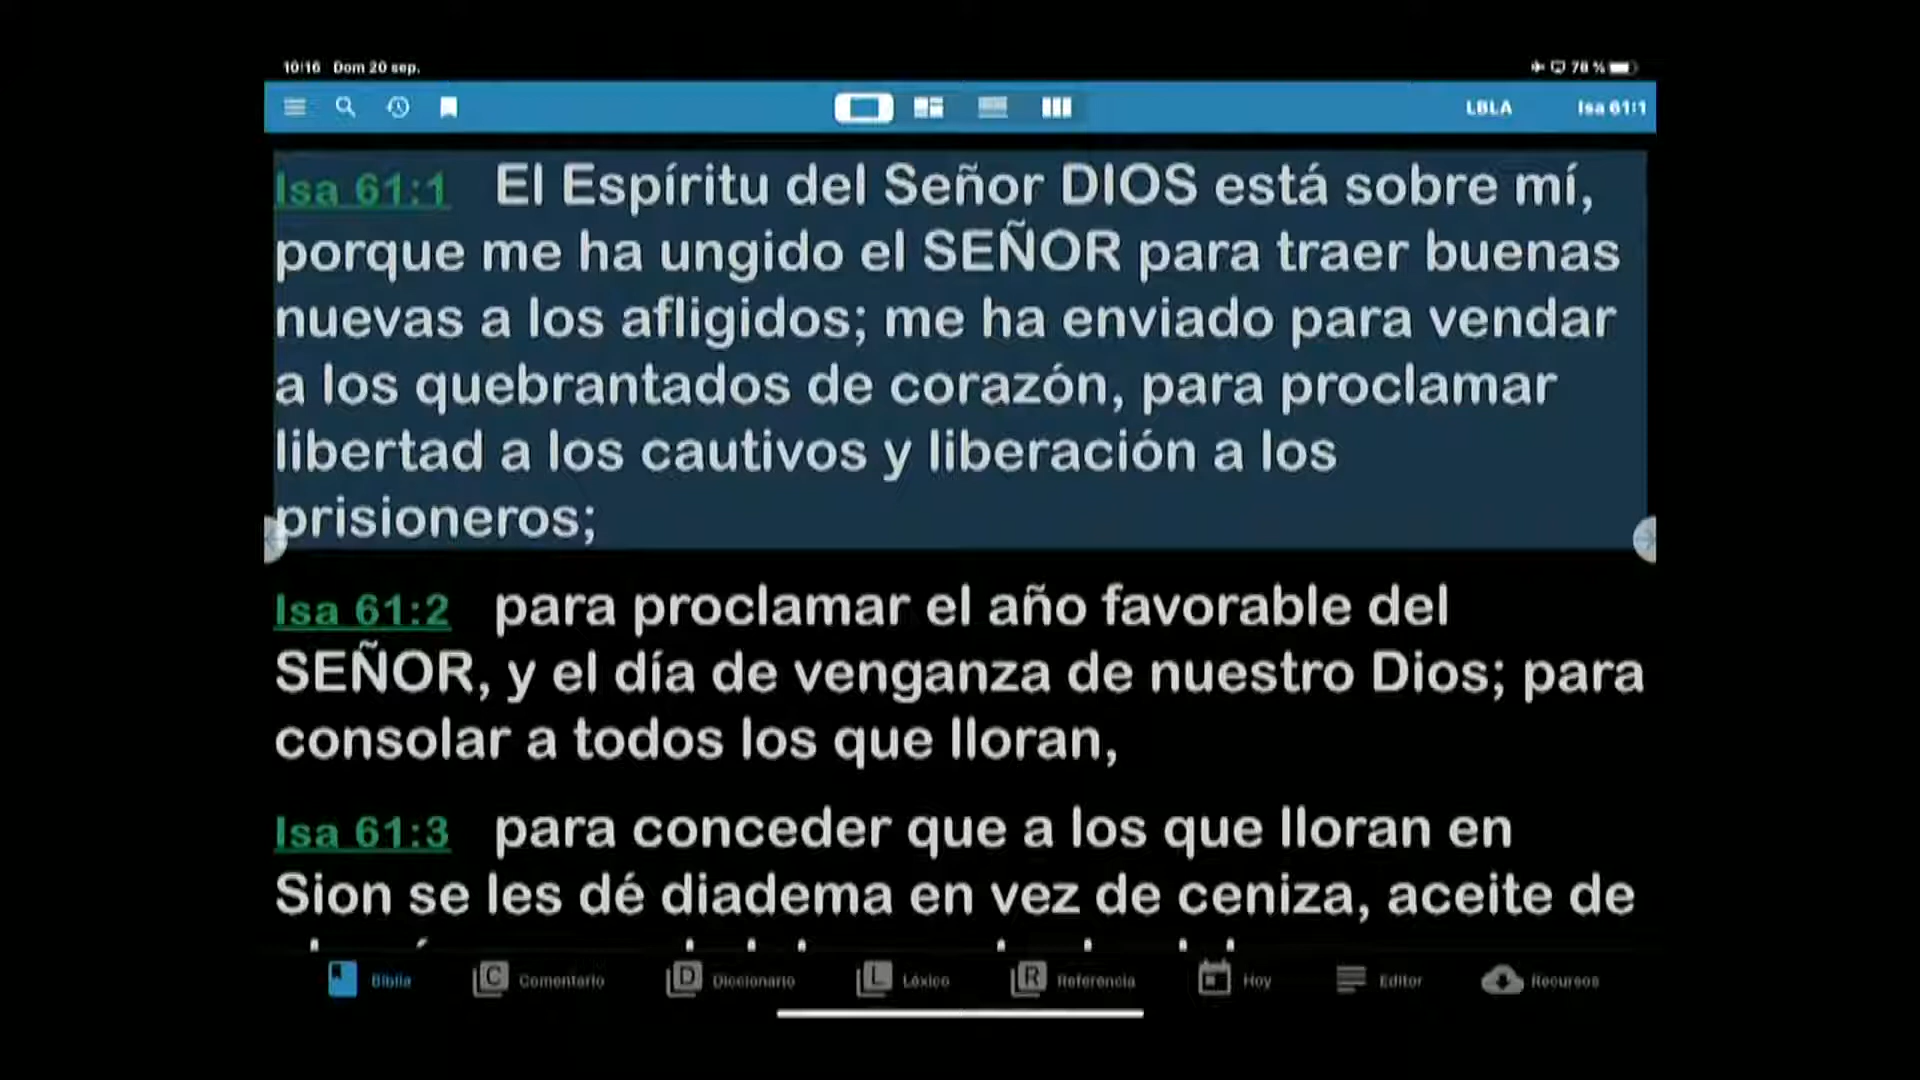 10:16 Dom 20 sep.
78 %
LBLA Isa 61:1
Isa 61:1 El Espíritu del Señor DIOS está sobre mí,
porque me ha ungido el SEÑOR para traer buenas
nuevas a los afligidos; me ha enviado para vendar
a los quebrantados de corazón, para proclamar
libertad a los cautivos y liberación a los
prisioneros;
Isa 61:2 para proclamar el año favorable del
SEÑOR, y el día de venganza de nuestro Dios; para
consolar a todos los que lloran,
Isa 61:3 para conceder que a los que lloran en
Sion se les dé diadema en vez de ceniza, aceite de
Biblia C Comentario D Diccionario L Léxico R Referencia Hoy Editor Recursos